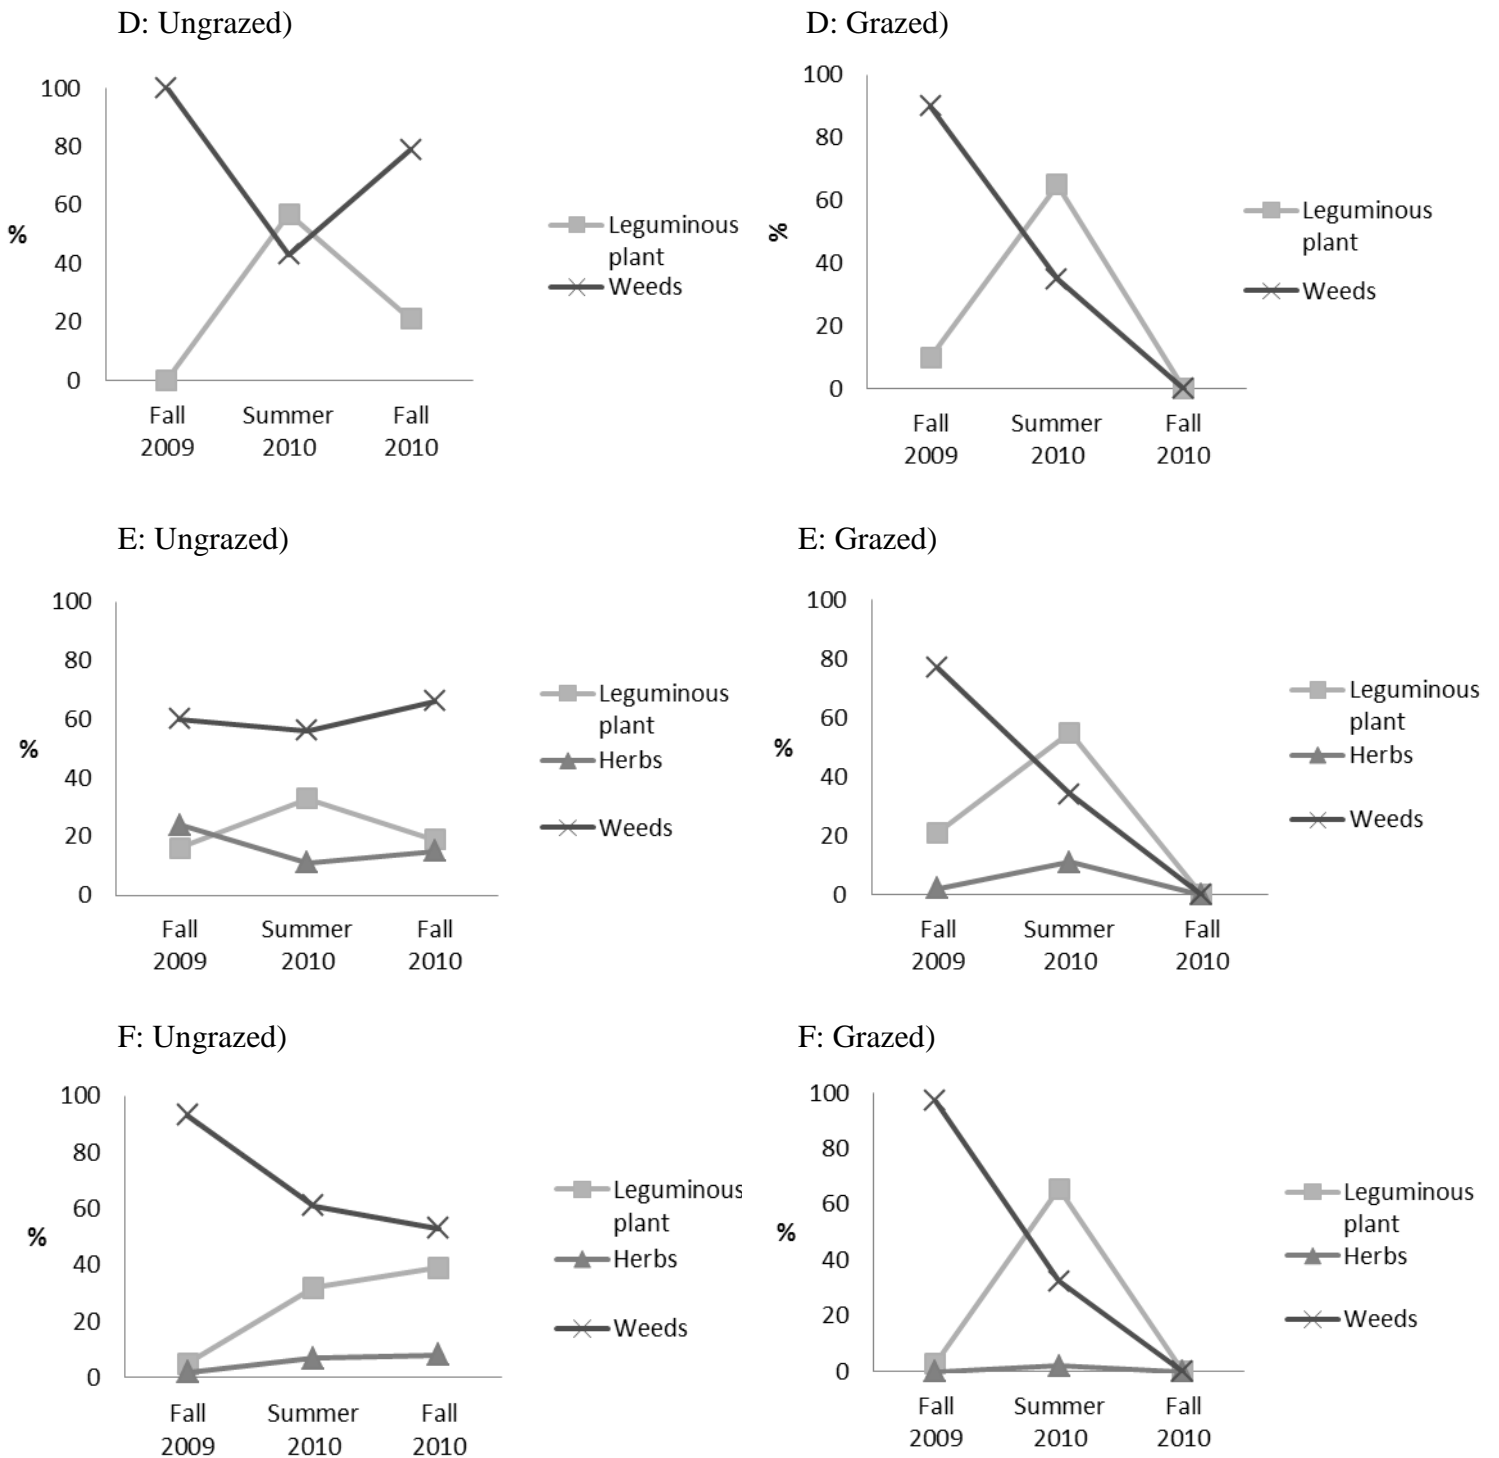 D: Ungrazed)
100
80
60
40
20
0
%
Fall
2009
Summer
2010
Fall
2010
Leguminous
plant
Weeds
D: Grazed)
100
80
60
40
20
0
%
Fall
2009
Summer
2010
Fall
2010
Leguminous
plant
Weeds
E: Ungrazed)
100
80
60
40
20
0
%
Fall
2009
Summer
2010
Fall
2010
Leguminous
plant
Herbs
Weeds
E: Grazed)
100
80
60
40
20
0
%
Fall
2009
Summer
2010
Fall
2010
Leguminous
plant
Herbs
Weeds
F: Ungrazed)
100
80
60
40
20
0
%
Fall
2009
Summer
2010
Fall
2010
Leguminous
plant
Herbs
Weeds
F: Grazed)
100
80
60
40
20
0
%
Fall
2009
Summer
2010
Fall
2010
Leguminous
plant
Herbs
Weeds